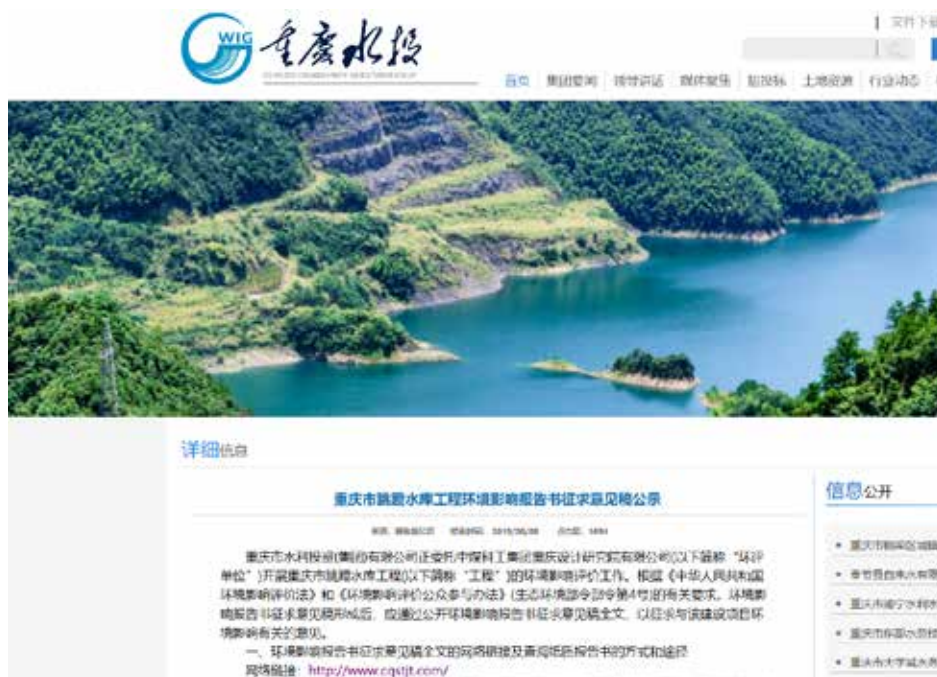 WIG 重庆水投
文件下载
首页 集团要闻 领导讲话 媒体聚焦 招投标 土地资源 行业动态
详细信息
信息公开
重庆市跳蹬水库工程环境影响报告书征求意见稿公示
重庆市水利投资(集团)有限公司正委托中煤科工集团重庆设计研究院有限公司(以下简称“环评
单位”)开展重庆市跳蹬水库工程(以下简称“工程”)的环境影响评价工作。根据《中华人民共和国
环境影响评价法》和《环境影响评价公众参与办法》(生态环境部令部令第4号)的有关要求，环境影
响报告书征求意见稿形成后，应通过公开环境影响报告书征求意见稿全文，以征求与该建设项目环
境影响有关的意见。
一、环境影响报告书征求意见稿全文的网络链接及查阅纸质报告书的方式和途径
网络链接：http://www.cqstjt.com/